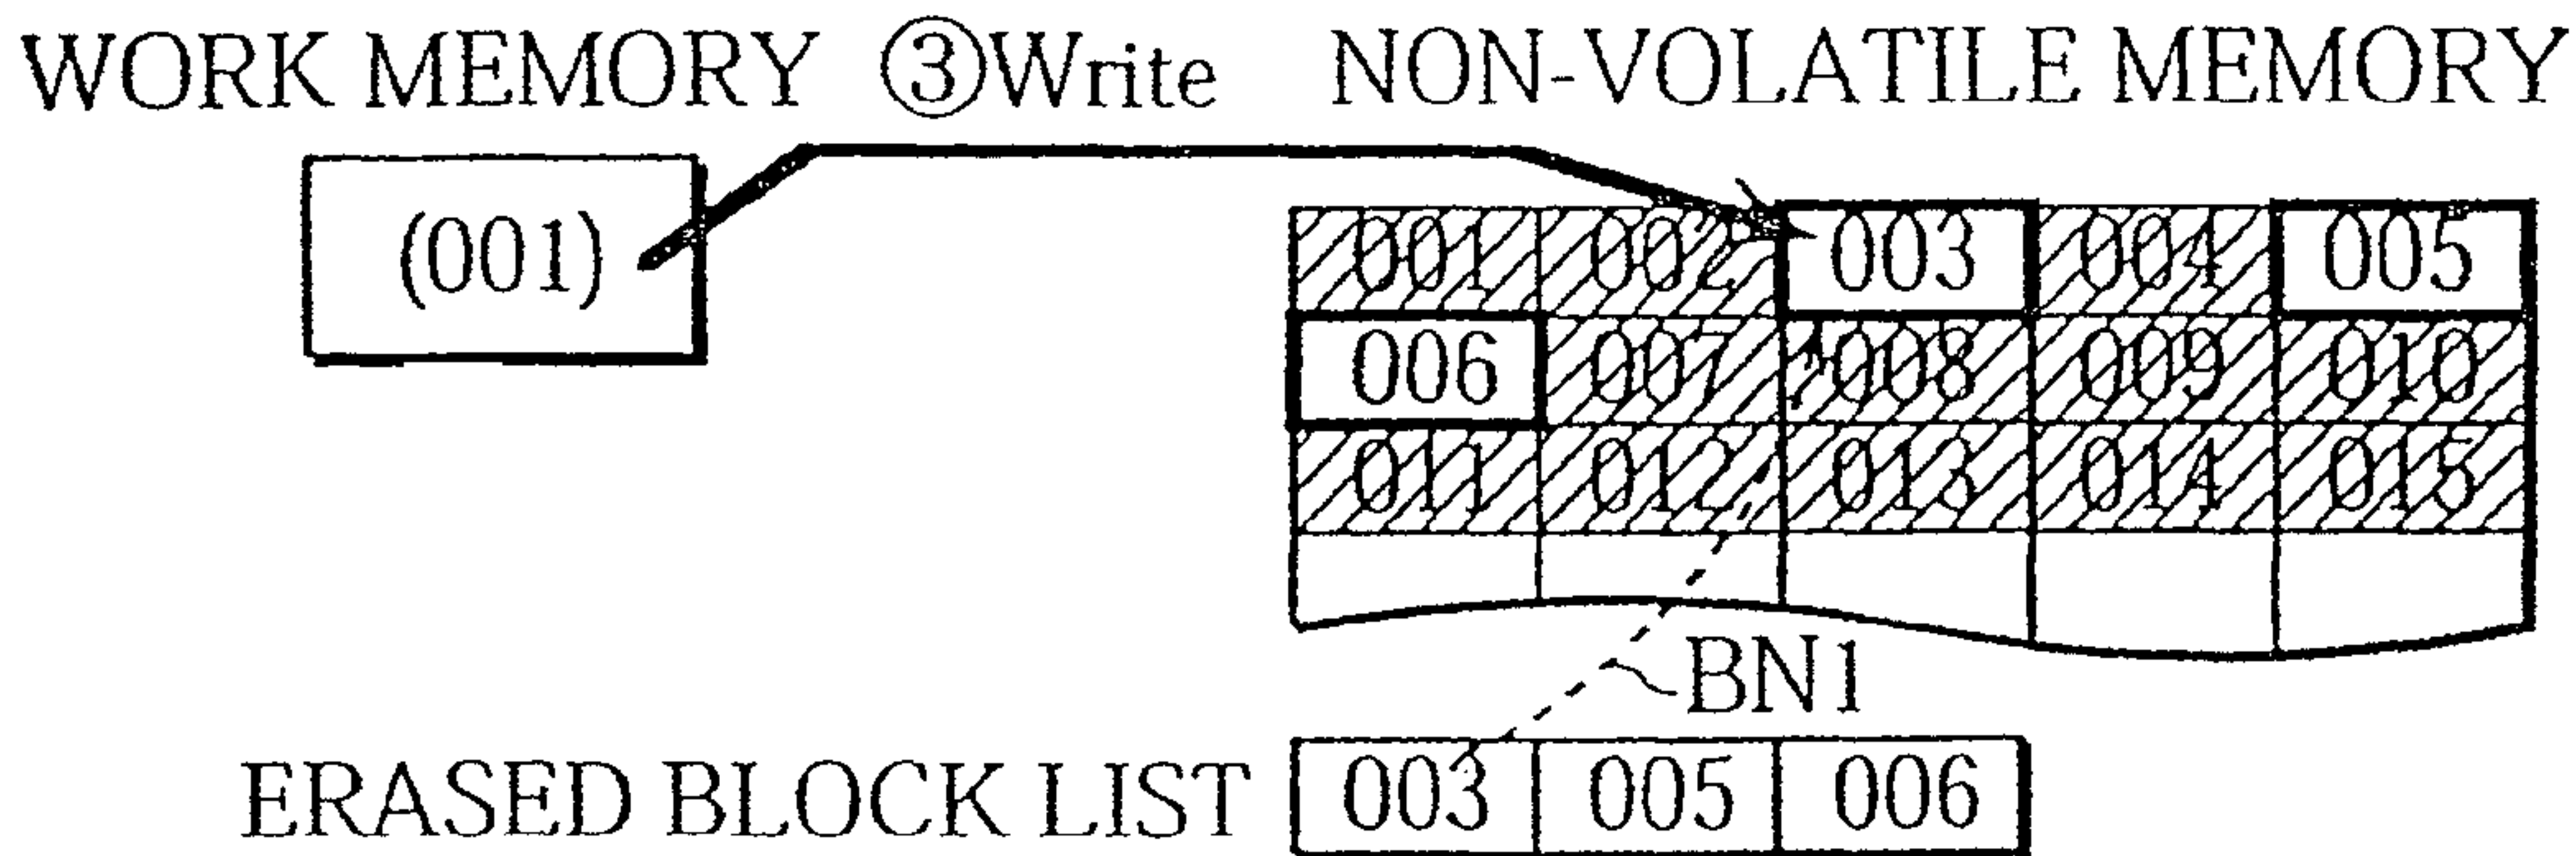 WORK MEMORY ③Write NON-VOLATILE MEMORY
(001)
001 002 003 004 005
006 007 008 009 010
011 012 013 014 015
BN1
ERASED BLOCK LIST 003 005 006